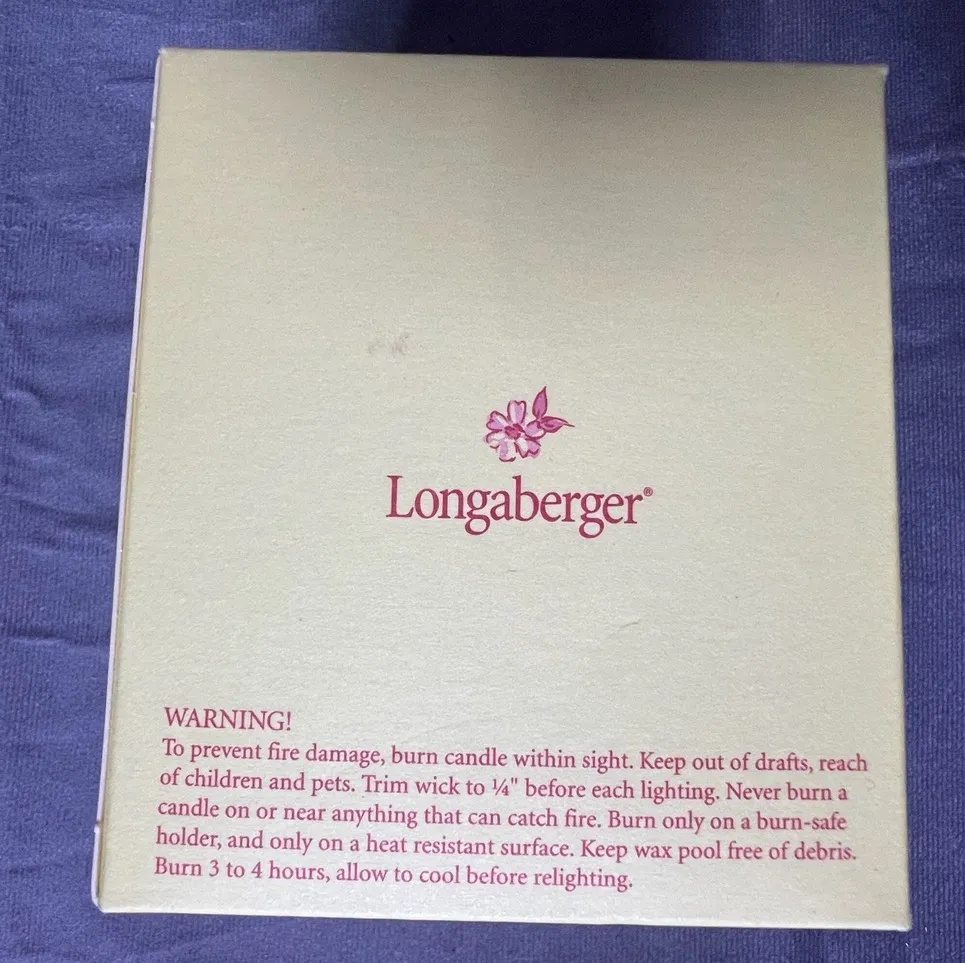 Longaberger®
WARNING!
To prevent fire damage, burn candle within sight. Keep out of drafts, reach
of children and pets. Trim wick to ¼" before each lighting. Never burn a
candle on or near anything that can catch fire. Burn only on a burn-safe
holder, and only on a heat resistant surface. Keep wax pool free of debris.
Burn 3 to 4 hours, allow to cool before relighting.